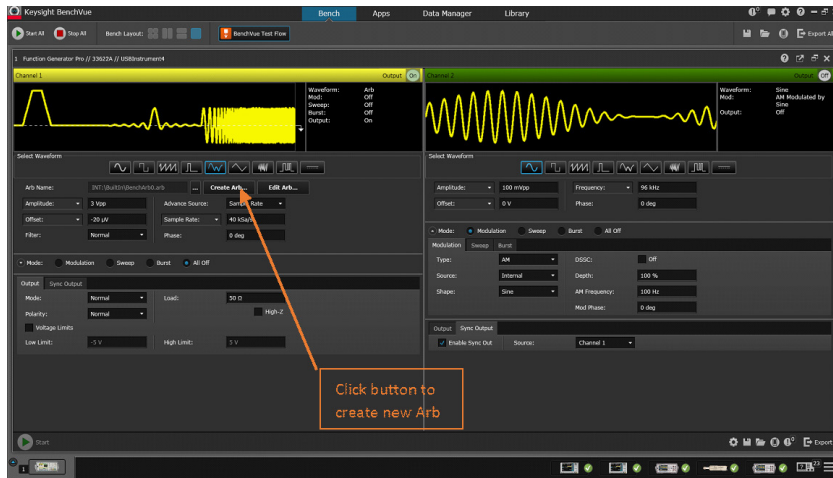 Keysight BenchVue
Bench Apps Data Manager Library
Start All Stop All Bench Layout: BenchVue Test Flow Export All
1 Function Generator Pro // 33622A // USBInstrument4
Channel 1 Output On
Waveform: Arb
Mod: Off
Sweep: Off
Burst: Off
Output: On
Select Waveform
Arb Name: INT:\BuiltIn\BenchArb0.arb ... Create Arb... Edit Arb...
Amplitude: 3 Vpp Advance Source: Sample Rate
Offset: -20 µV Sample Rate: 40 kSa/s
Filter: Normal Phase: 0 deg
Mode: Modulation Sweep Burst All Off
Output Sync Output
Mode: Normal Load: 50 Ω
Polarity: Normal High-Z
Voltage Limits
Low Limit: -5 V High Limit: 5 V
Click button to
create new Arb
Start
Channel 2 Output Off
Waveform: Sine
Mod: AM Modulated by
Sine
Output: Off
Select Waveform
Amplitude: 100 mVpp Frequency: 96 kHz
Offset: 0 V Phase: 0 deg
Mode: Modulation Sweep Burst All Off
Modulation Sweep Burst
Type: AM DSSC: Off
Source: Internal Depth: 100 %
Shape: Sine AM Frequency: 100 Hz
Mod Phase: 0 deg
Output Sync Output
Enable Sync Out Source: Channel 1
Export
1
23